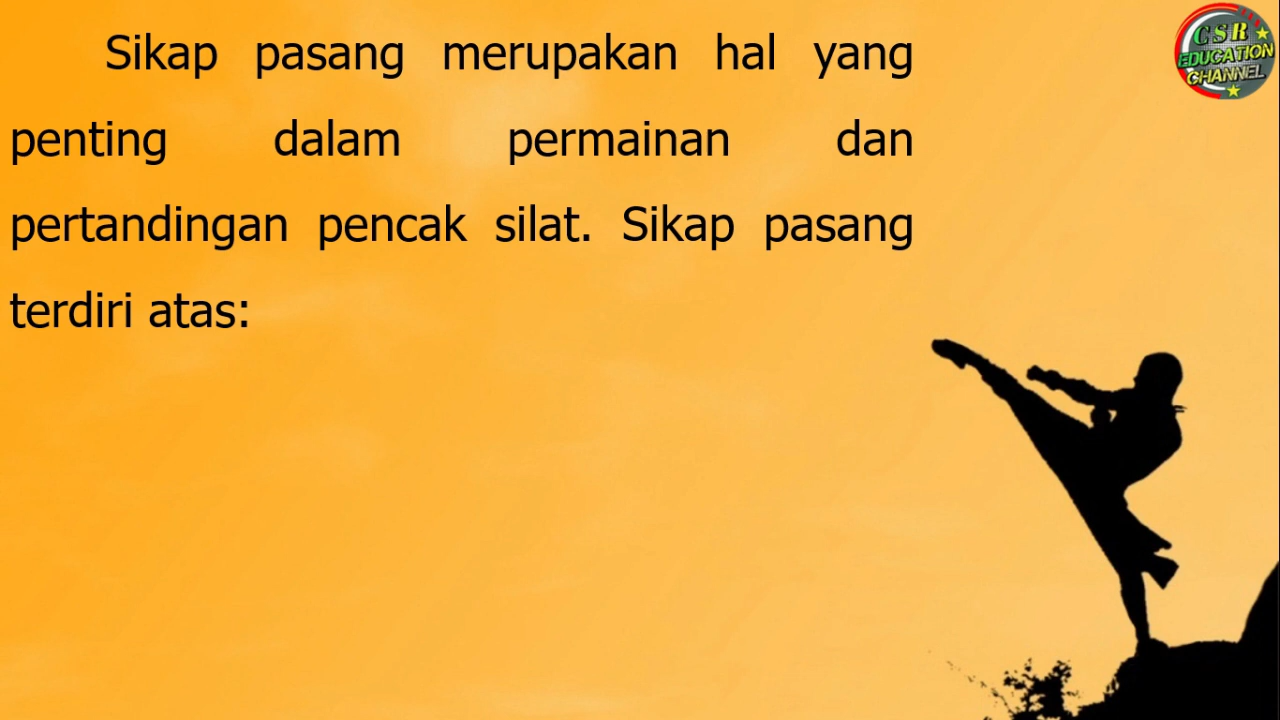 Sikap pasang merupakan hal yang
penting dalam permainan dan
pertandingan pencak silat. Sikap pasang
terdiri atas:
CSR
EDUCATION
CHANNEL